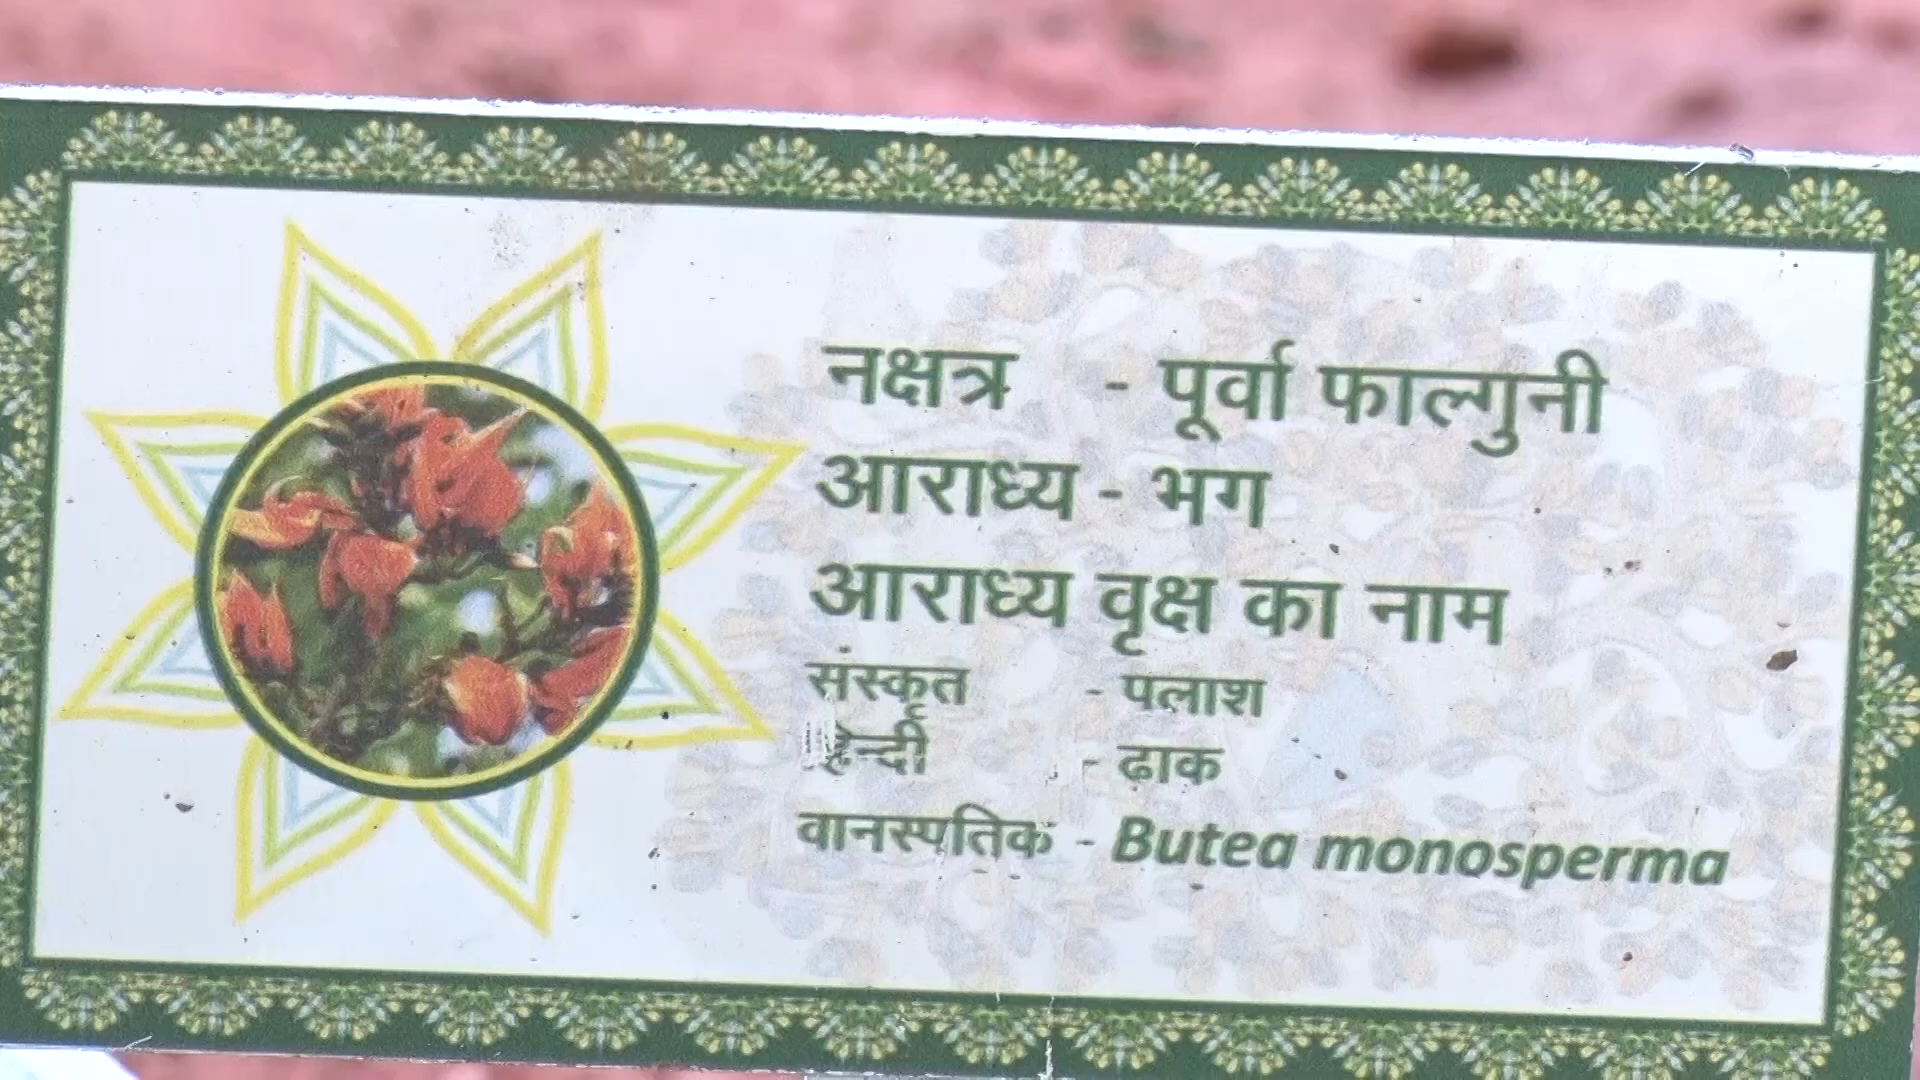 नक्षत्र - पूर्वा फाल्गुनी
आराध्य - भग
आराध्य वृक्ष का नाम
संस्कृत - पलाश
हिन्दी - ढाक
वानस्पतिक - Butea monosperma